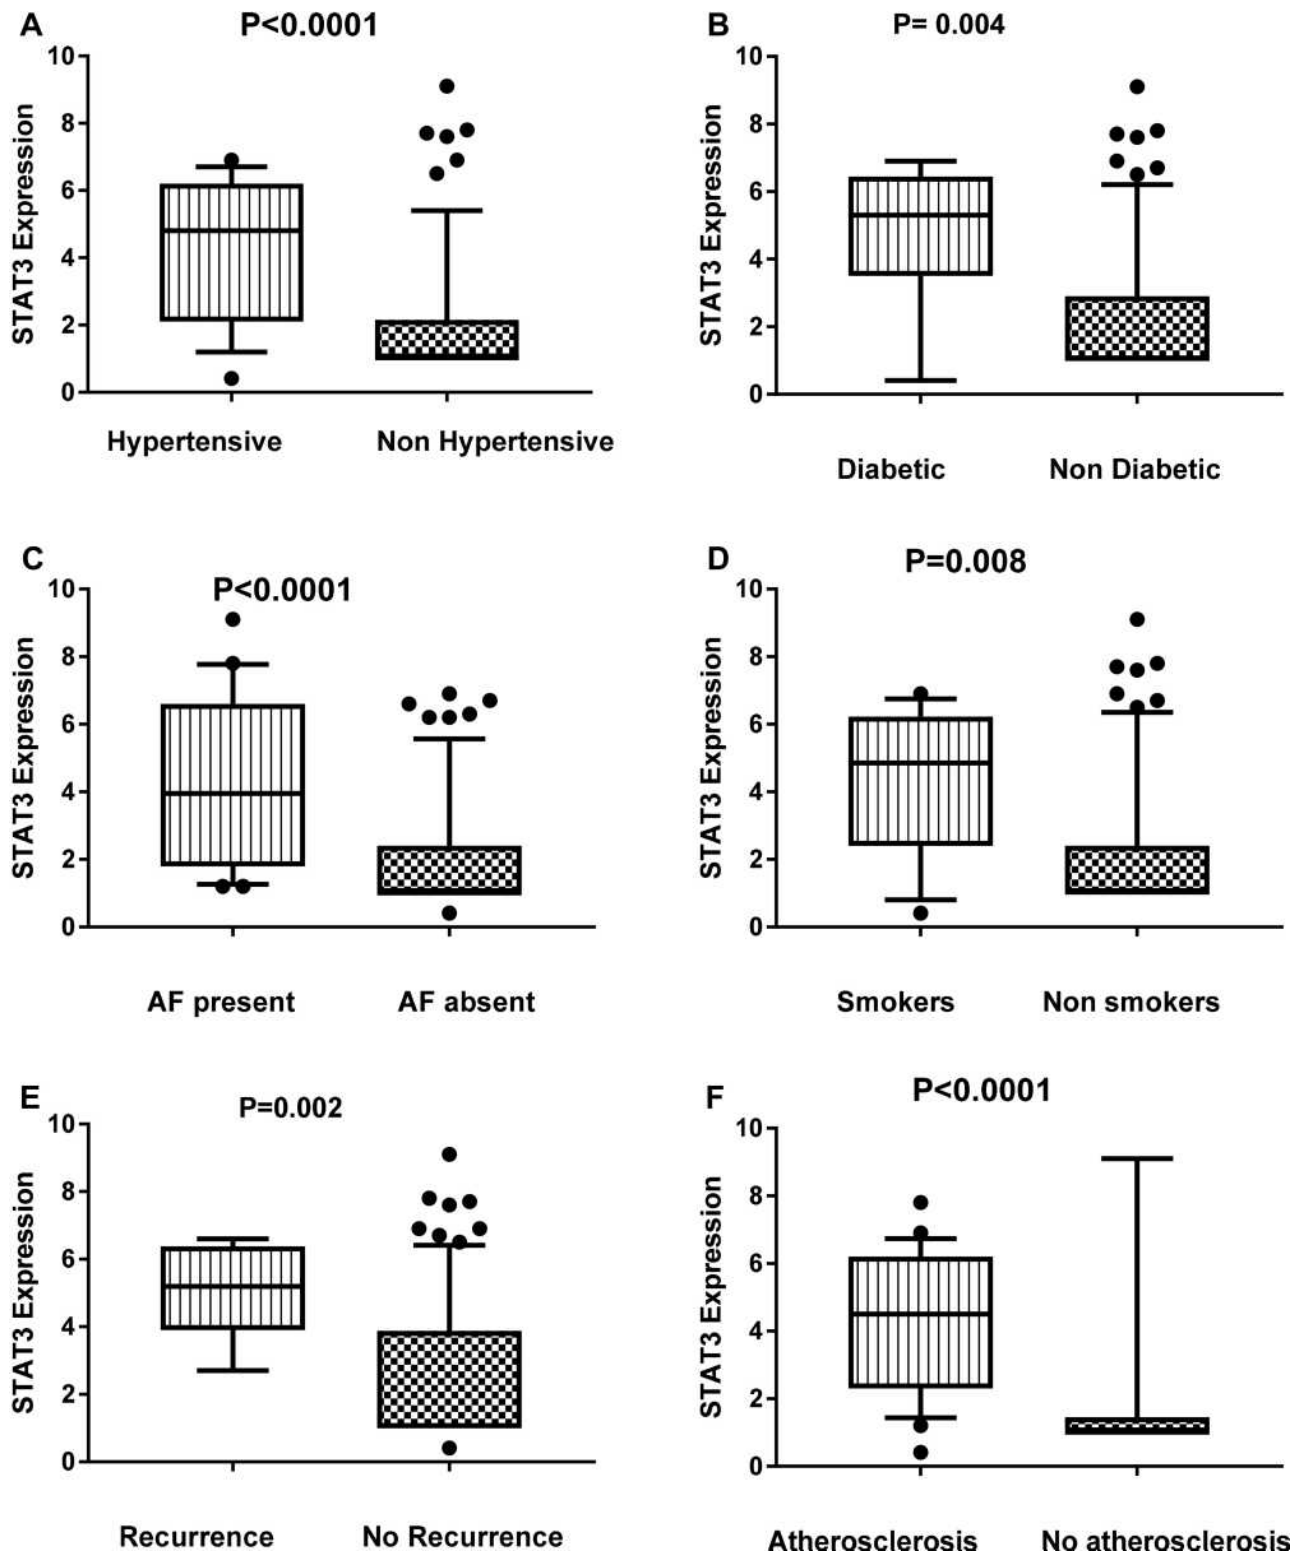 A
P<0.0001
STAT3 Expression
10
8
6
4
2
0
Hypertensive
Non Hypertensive
B
P= 0.004
STAT3 Expression
10
8
6
4
2
0
Diabetic
Non Diabetic
C
P<0.0001
STAT3 Expression
10
8
6
4
2
0
AF present
AF absent
D
P=0.008
STAT3 Expression
10
8
6
4
2
0
Smokers
Non smokers
E
P=0.002
STAT3 Expression
10
8
6
4
2
0
Recurrence
No Recurrence
F
P<0.0001
STAT3 Expression
10
8
6
4
2
0
Atherosclerosis
No atherosclerosis